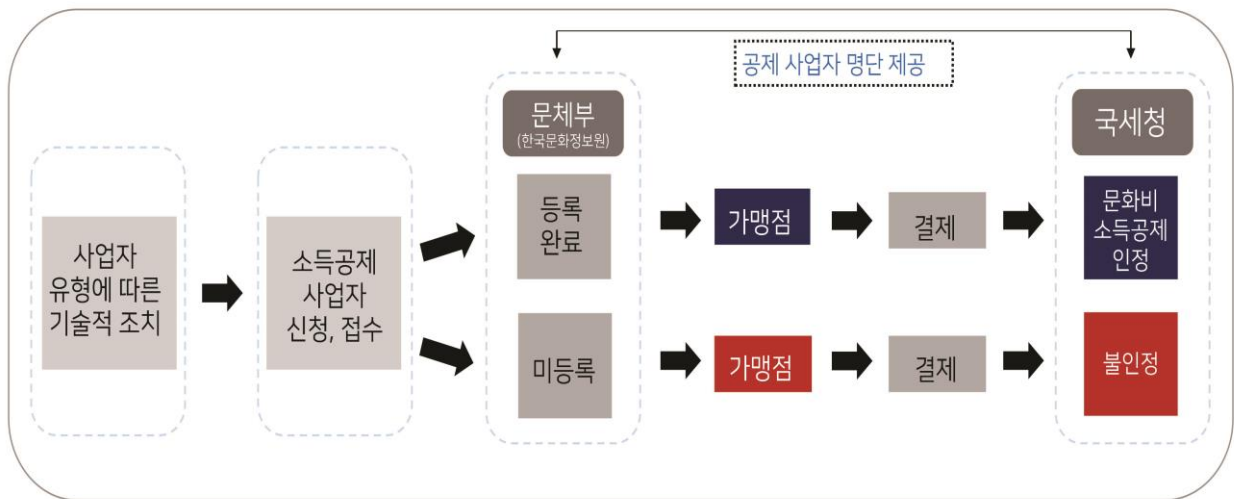 공제 사업자 명단 제공
문체부
(한국문화정보원)
국세청
사업자
유형에 따른
기술적 조치
소득공제
사업자
신청, 접수
등록
완료
가맹점
결제
문화비
소득공제
인정
미등록
가맹점
결제
불인정